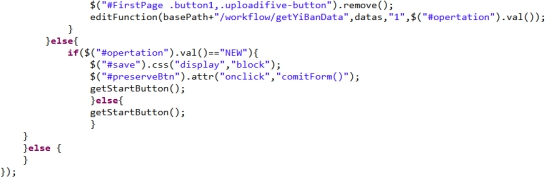 $("#FirstPage .button1,.uploadifive-button").remove();
editFunction(basePath+"/workflow/getYiBanData",datas,"1",$("#opertation").val());
}
}else{
if($("#opertation").val()=="NEW"){
$("#save").css("display","block");
$("#preserveBtn").attr("onclick","comitForm()");
getStartButton();
}else{
getStartButton();
}
}
}else {
}
});